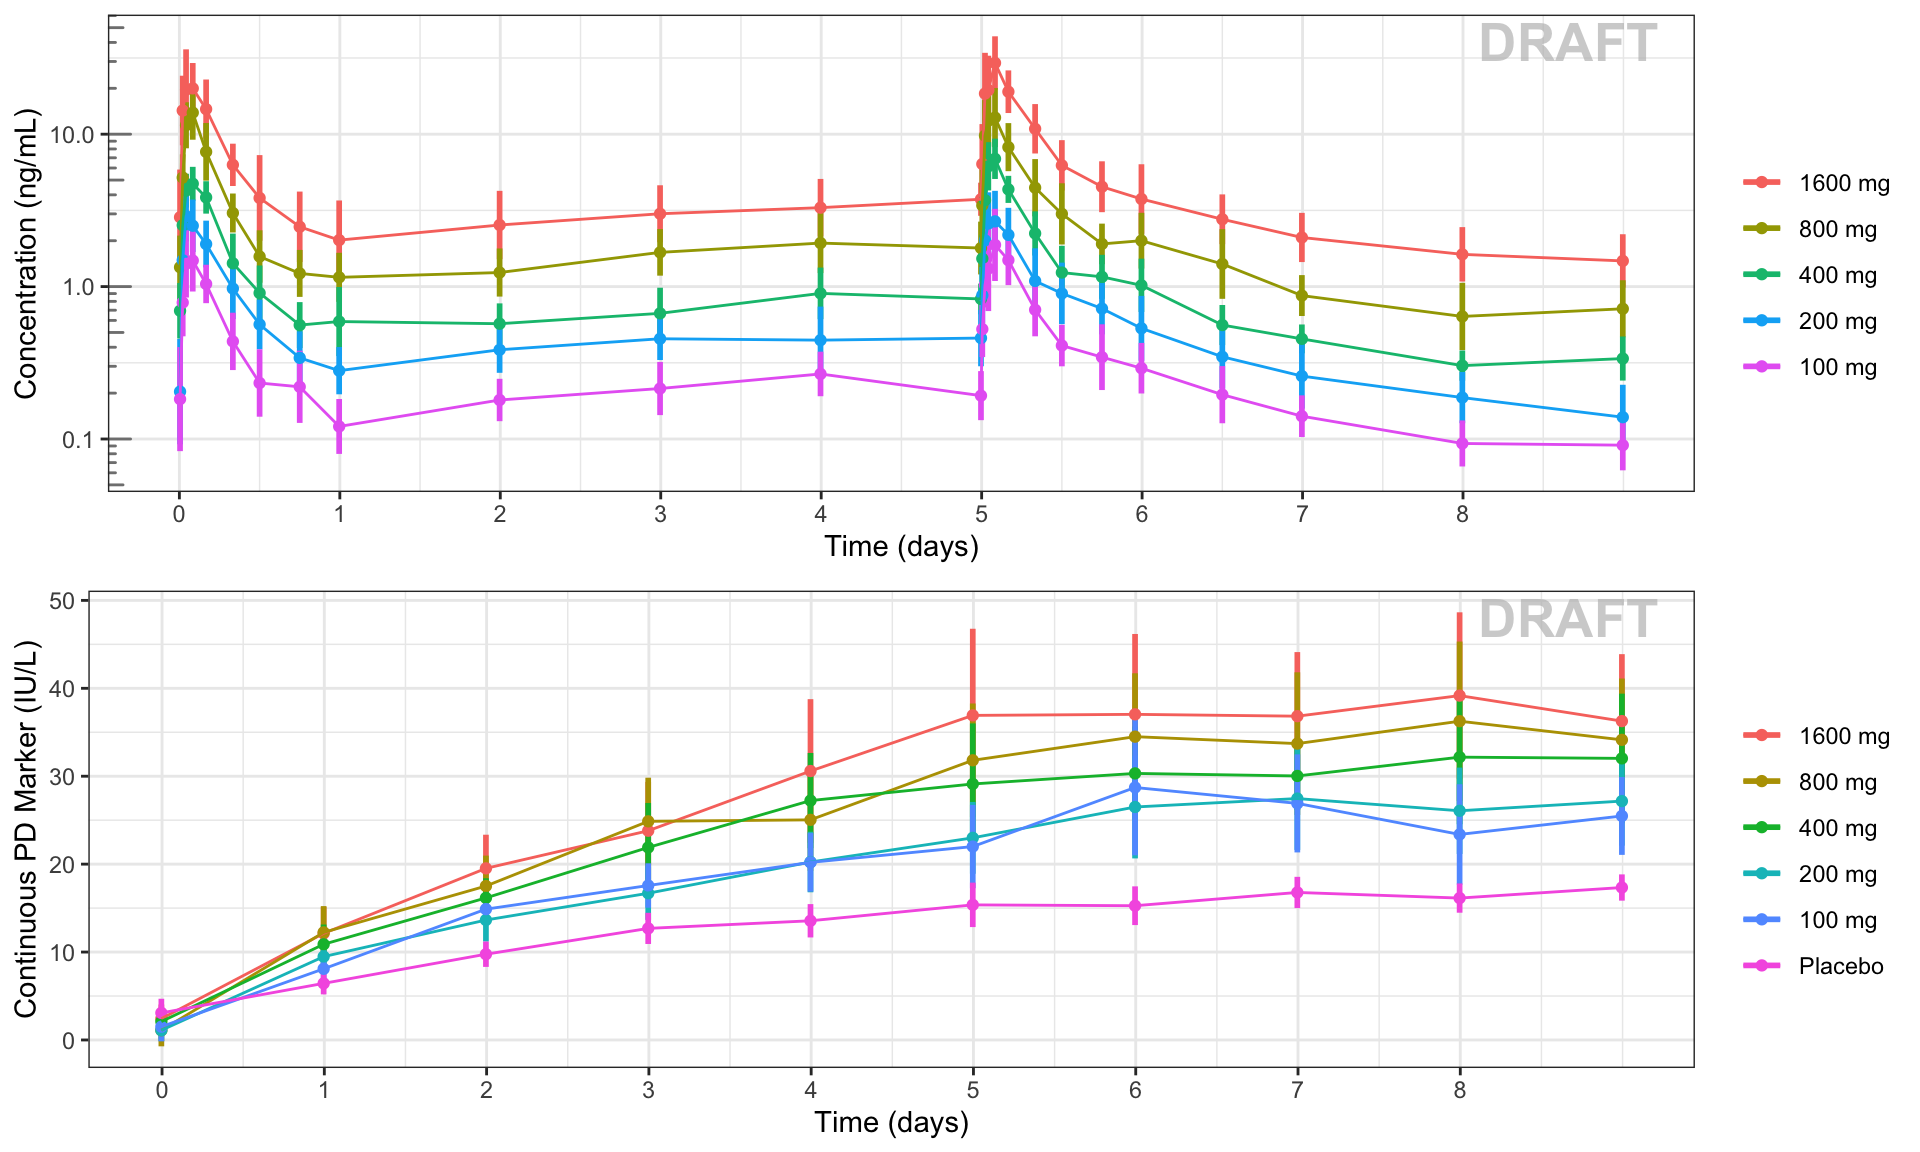 DRAFT
Concentration (ng/mL)
10.0
1.0
0.1
0 1 2 3 4 5 6 7 8
Time (days)
1600 mg
800 mg
400 mg
200 mg
100 mg
DRAFT
Continuous PD Marker (IU/L)
50
40
30
20
10
0
0 1 2 3 4 5 6 7 8
Time (days)
1600 mg
800 mg
400 mg
200 mg
100 mg
Placebo